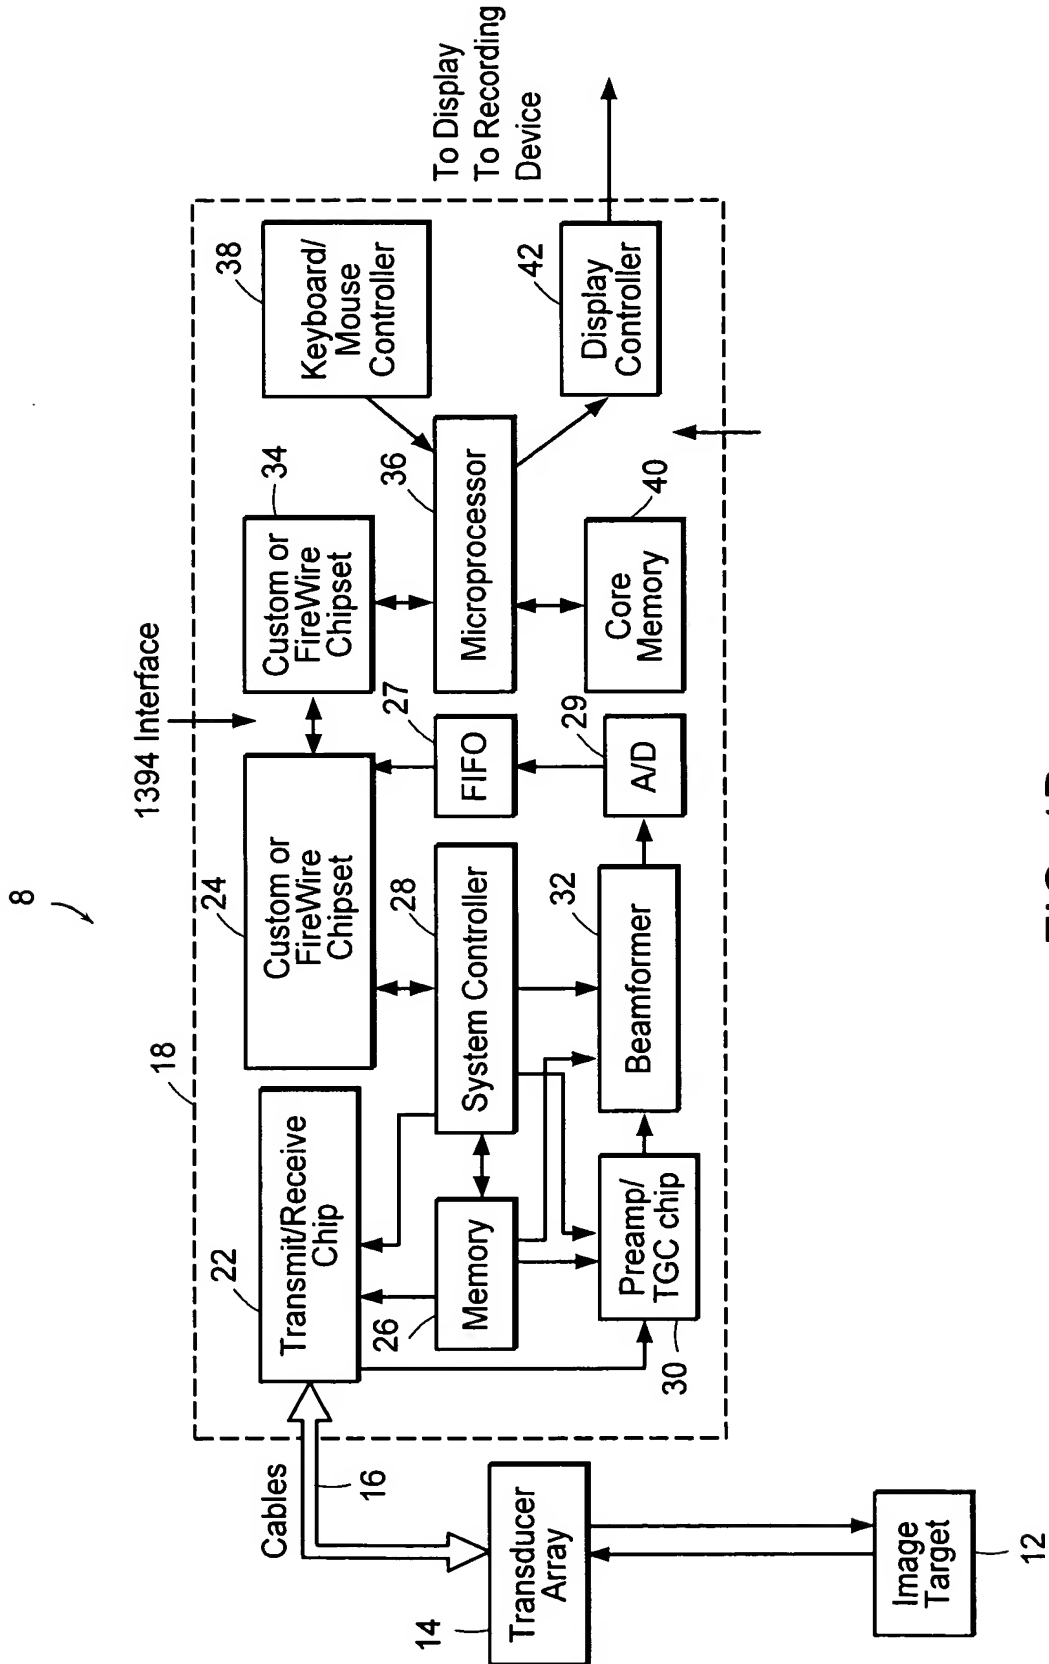 8
1394 Interface
18
22
Transmit/Receive
Chip
24
Custom or
FireWire
Chipset
34
Custom or
FireWire
Chipset
38
Keyboard/
Mouse
Controller
To Display
To Recording
Device
Cables
16
26
Memory
28
System Controller
27
FIFO
36
Microprocessor
14
Transducer
Array
30
Preamp/
TGC chip
32
Beamformer
29
A/D
40
Core
Memory
42
Display
Controller
Image
Target
12